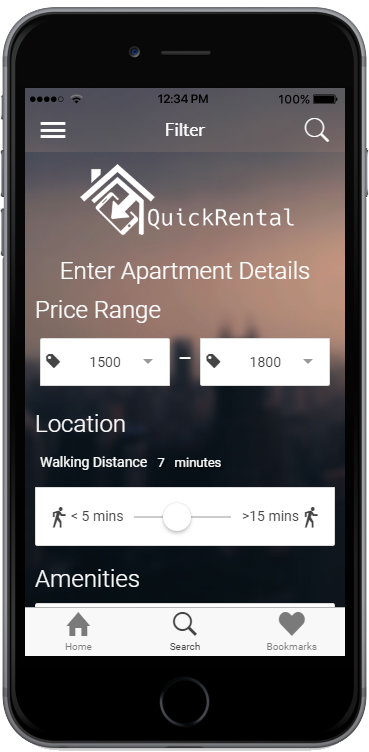 12:34 PM 100%
Filter
QuickRental
Enter Apartment Details
Price Range
1500 – 1800
Location
Walking Distance 7 minutes
< 5 mins >15 mins
Amenities
Home Search Bookmarks